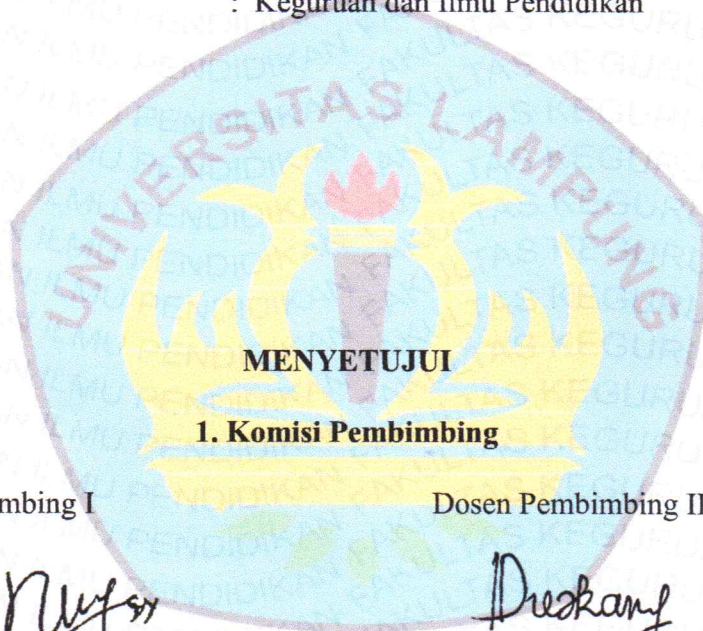 : Keguruan dan Ilmu Pendidikan
UNIVERSITAS LAMPUNG
MENYETUJUI
1. Komisi Pembimbing
mbing I
Dosen Pembimbing II